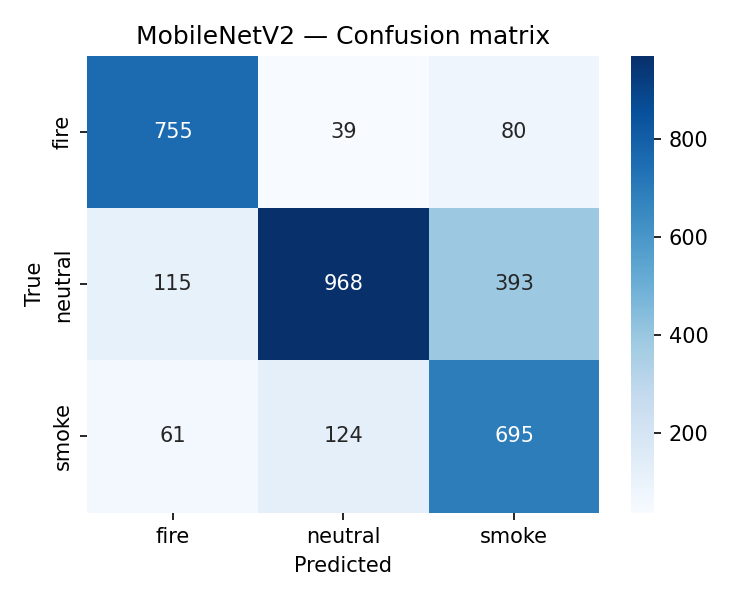 MobileNetV2 — Confusion matrix
fire 755 39 80
neutral 115 968 393
smoke 61 124 695
True
fire neutral smoke
Predicted
800
600
400
200